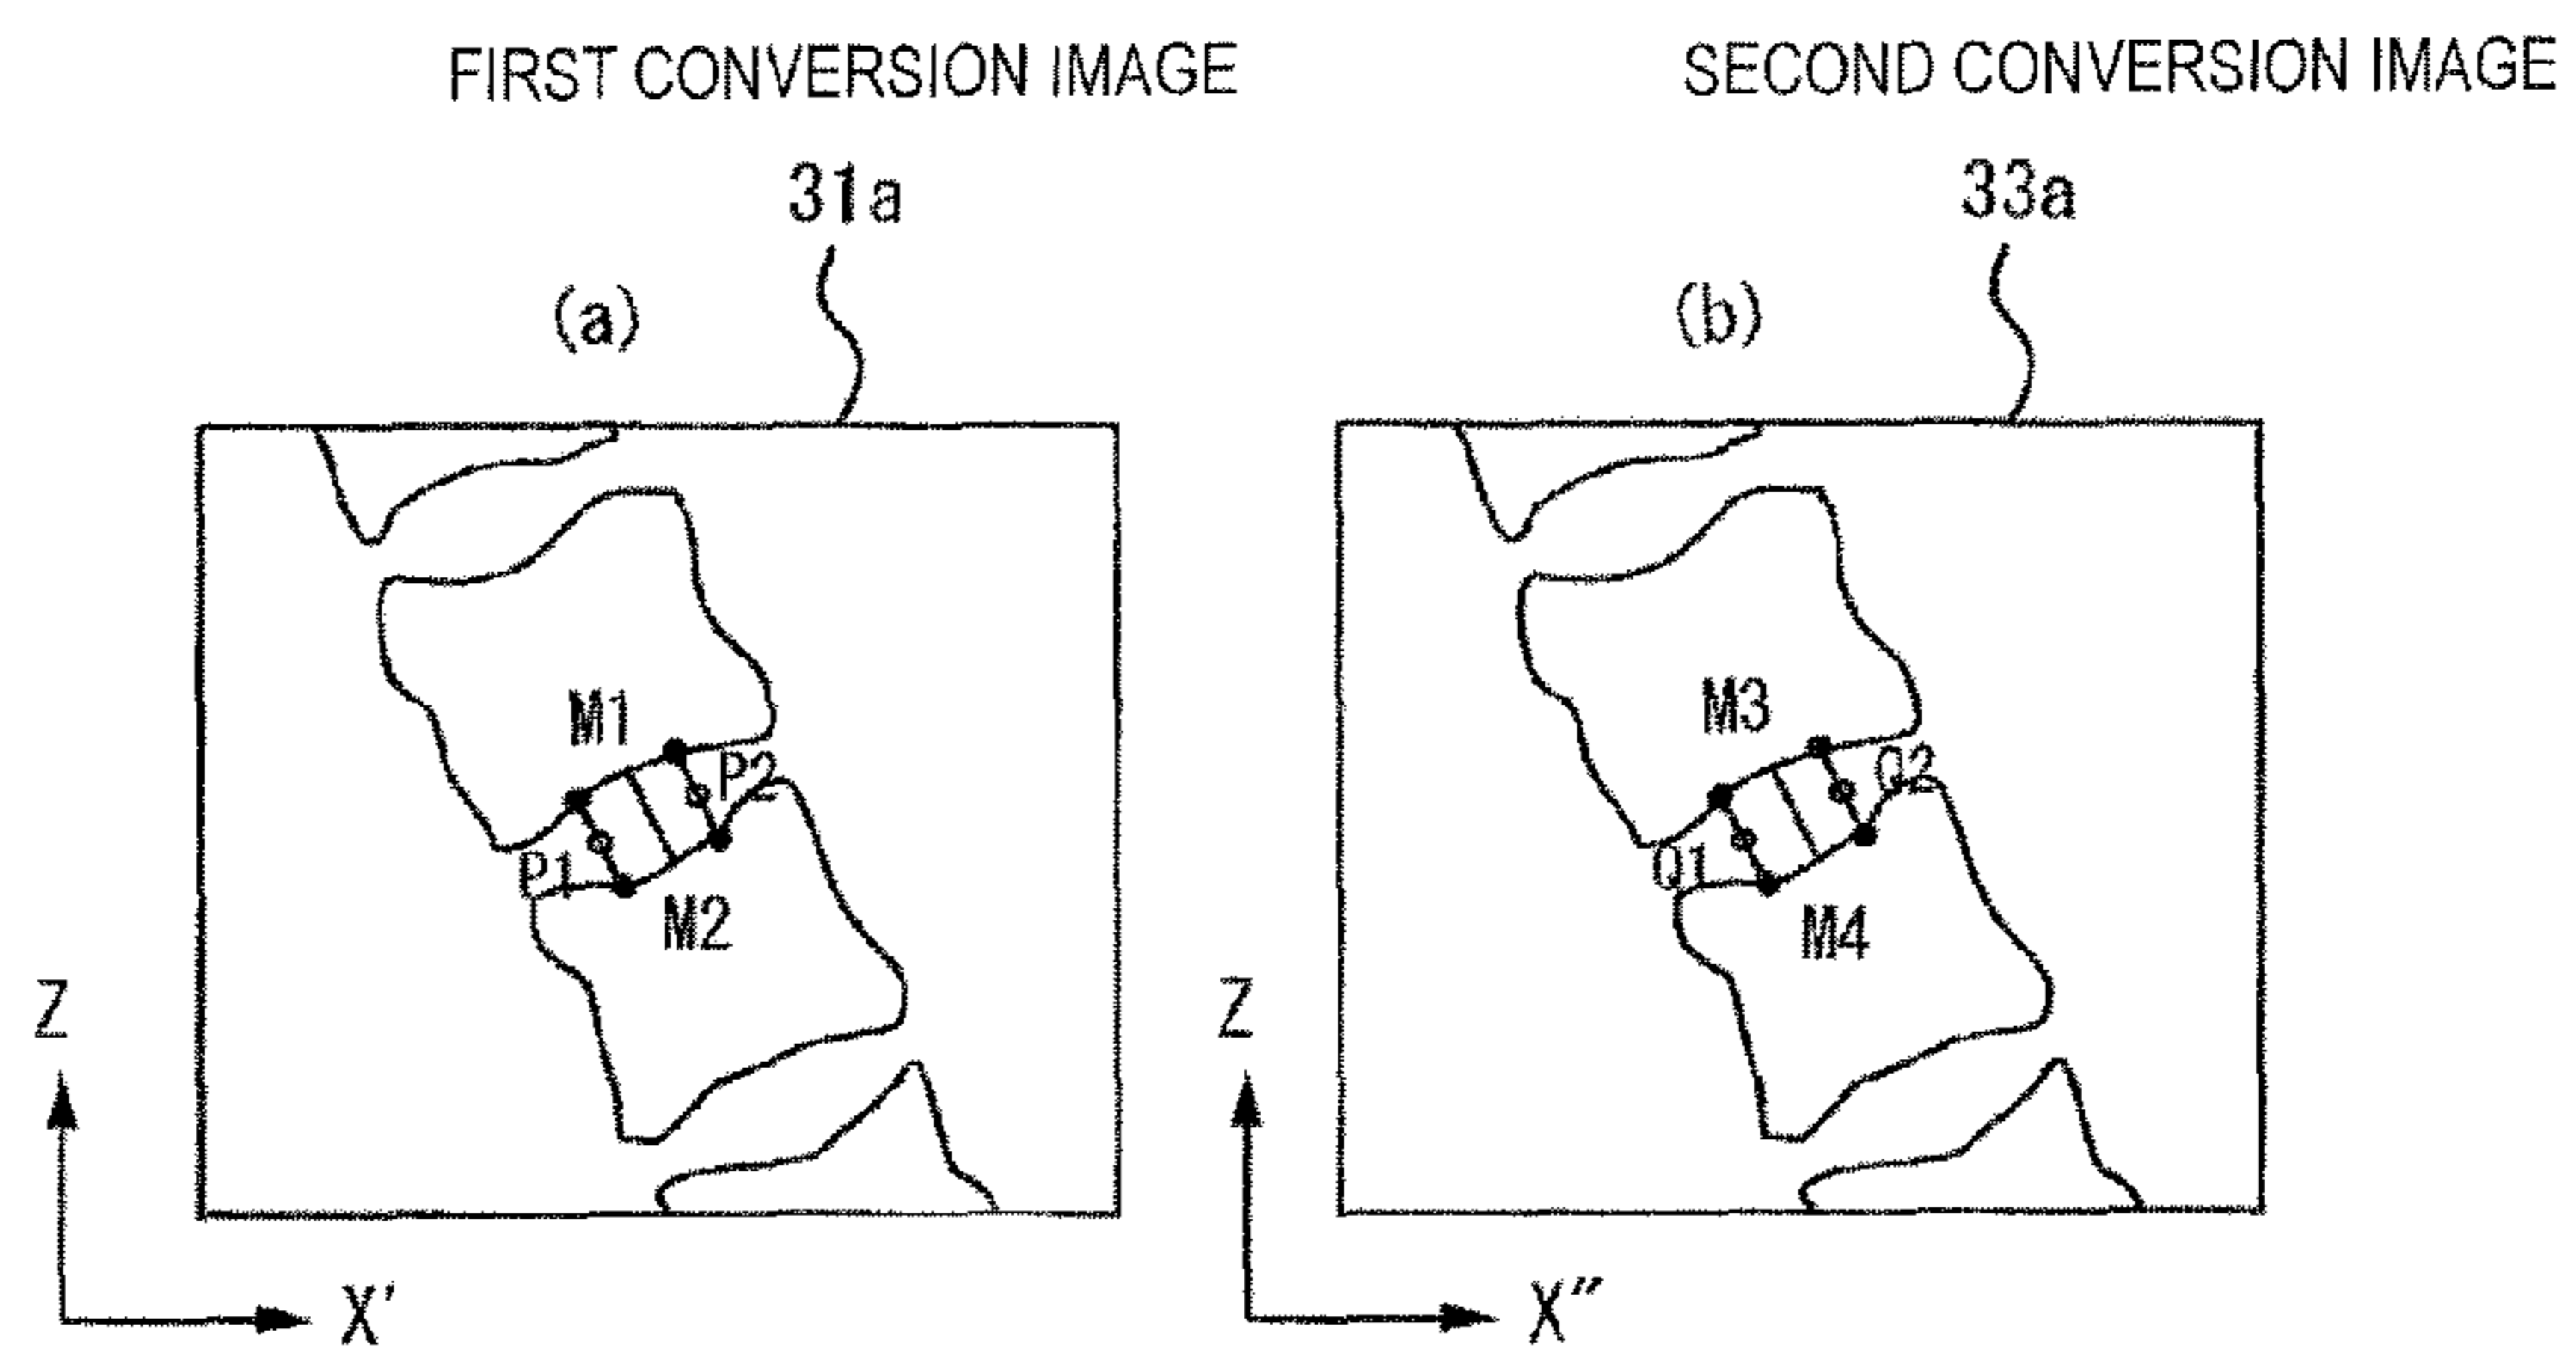 FIRST CONVERSION IMAGE
31a
(a)
M1
P2
P1
M2
Z
X'
SECOND CONVERSION IMAGE
33a
(b)
M3
Q2
Q1
M4
Z
X"